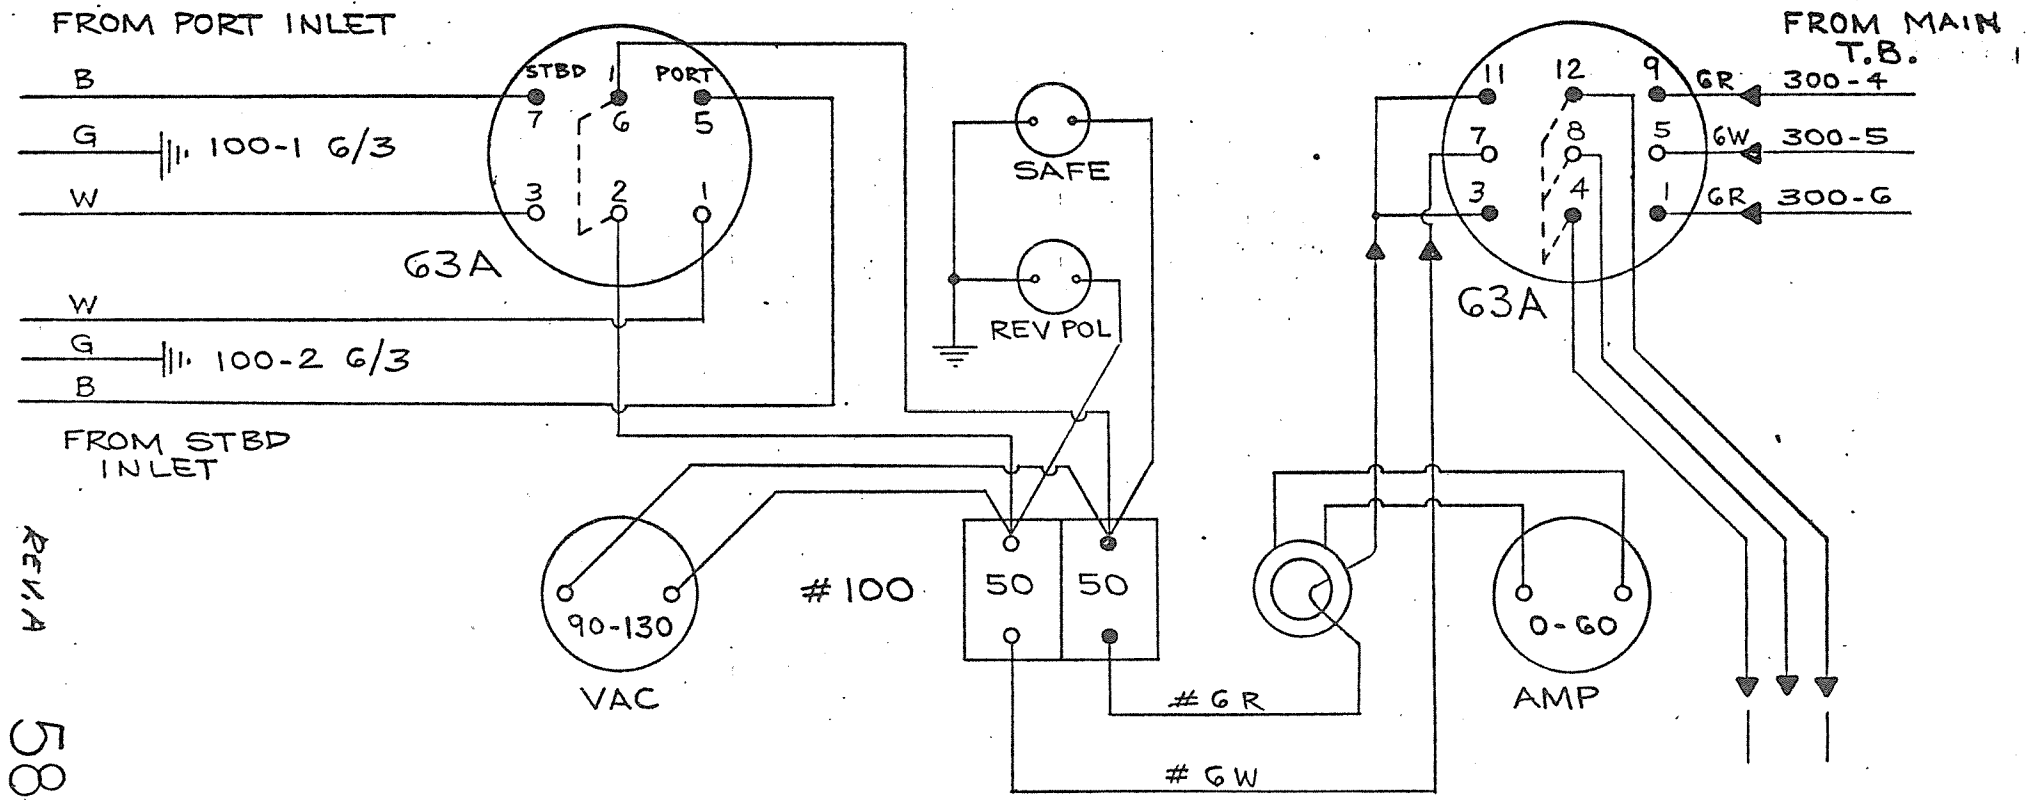 FROM PORT INLET
B
G
100-1 6/3
W
STBD
PORT
7
6
5
3
2
1
63A
W
G
100-2 6/3
B
FROM STBD
INLET
SAFE
REV POL
90-130
VAC
#100
50
50
# 6R
# 6W
0-60
AMP
FROM MAIN
T.B.
11
12
9
6R
300-4
7
8
5
6W
300-5
3
4
1
6R
300-6
63A
REV. A
58